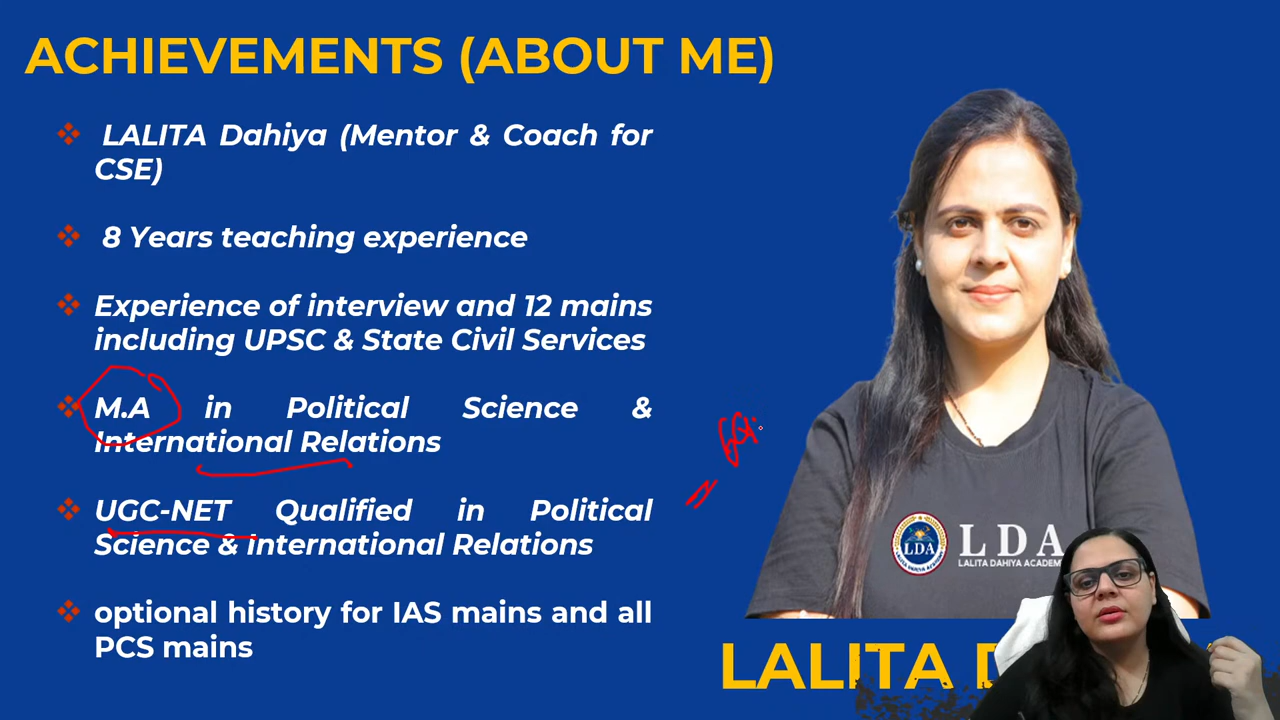 ACHIEVEMENTS (ABOUT ME)
LALITA Dahiya (Mentor & Coach for
CSE)
8 Years teaching experience
Experience of interview and 12 mains
including UPSC & State Civil Services
M.A in Political Science &
International Relations
UGC-NET Qualified in Political
Science & International Relations
optional history for IAS mains and all
PCS mains
LDA
LDA
LALITA DAHIYA ACADEM
LALITA D